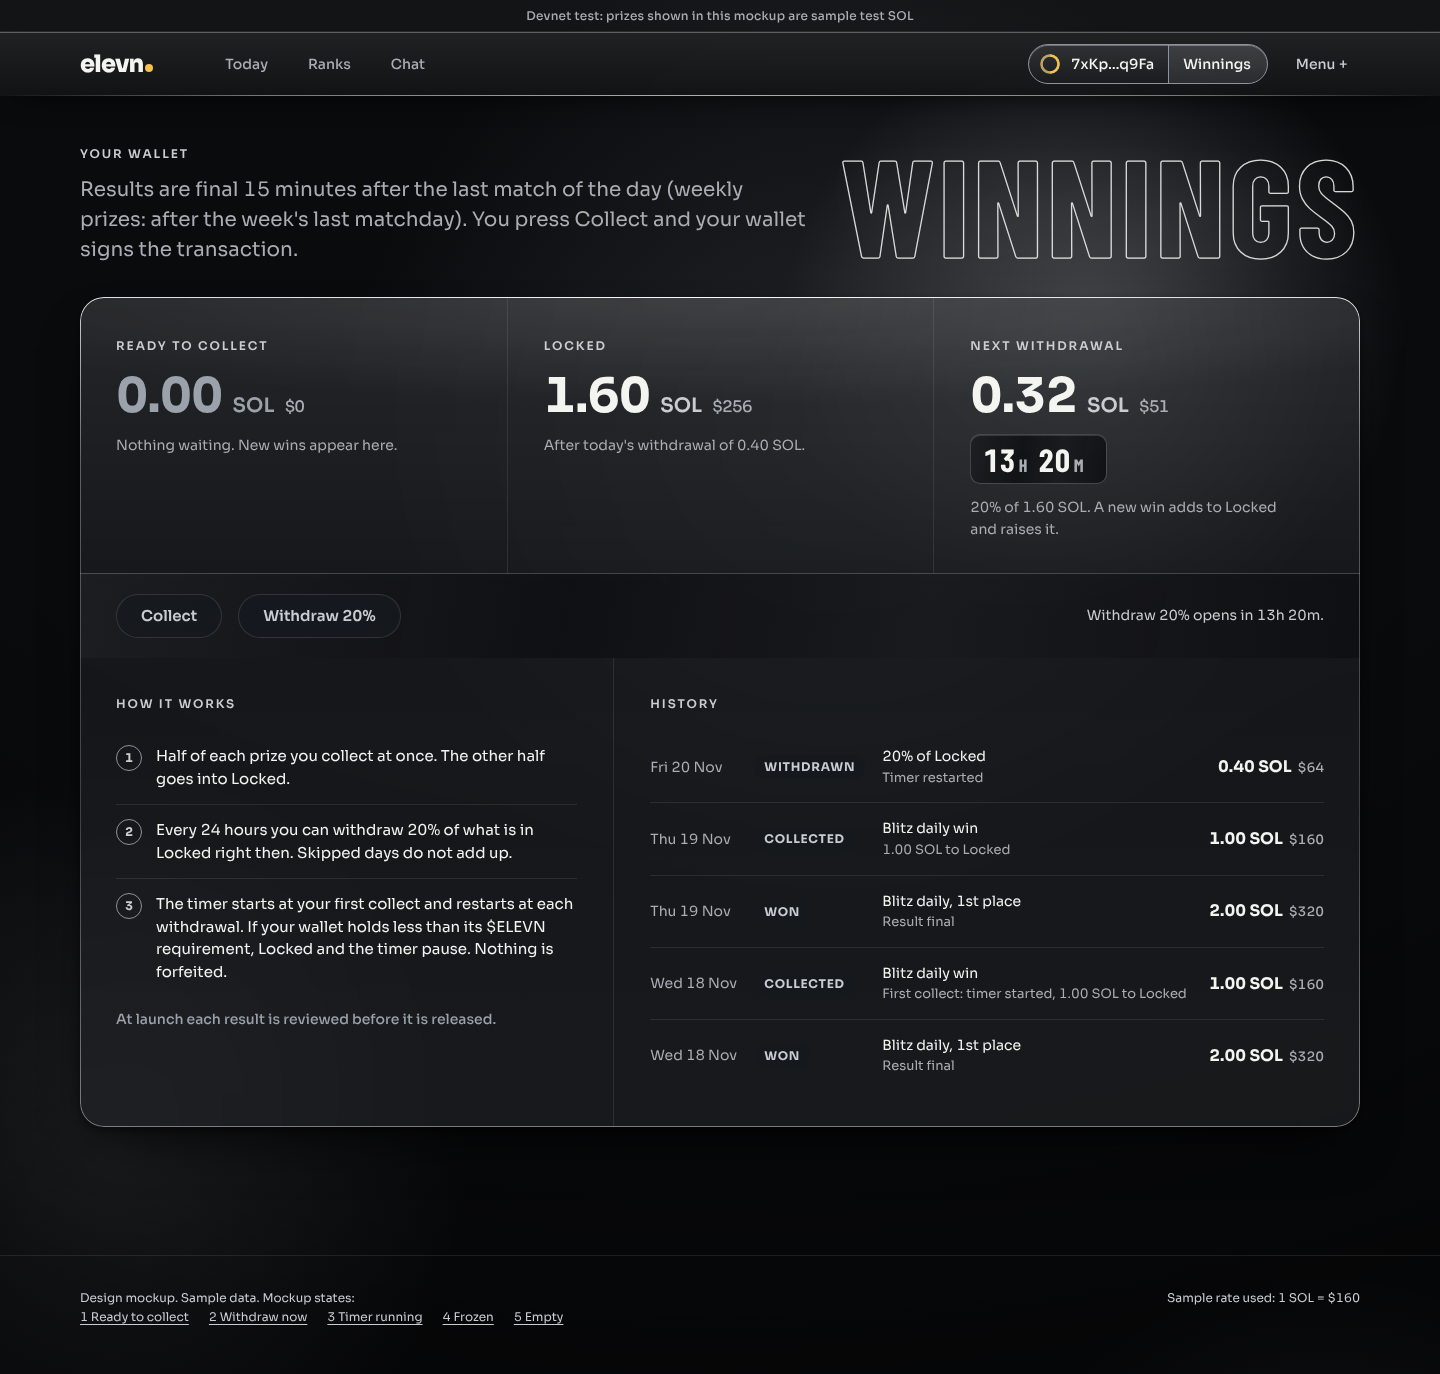 Devnet test: prizes shown in this mockup are sample test SOL
elevn.
Today
Ranks
Chat
7xKp...q9Fa
Winnings
Menu +
YOUR WALLET
Results are final 15 minutes after the last match of the day (weekly
prizes: after the week's last matchday). You press Collect and your wallet
signs the transaction.
WINNINGS
READY TO COLLECT
0.00 SOL $0
Nothing waiting. New wins appear here.
LOCKED
1.60 SOL $256
After today's withdrawal of 0.40 SOL.
NEXT WITHDRAWAL
0.32 SOL $51
13H 20M
20% of 1.60 SOL. A new win adds to Locked
and raises it.
Collect
Withdraw 20%
Withdraw 20% opens in 13h 20m.
HOW IT WORKS
1 Half of each prize you collect at once. The other half
goes into Locked.
2 Every 24 hours you can withdraw 20% of what is in
Locked right then. Skipped days do not add up.
3 The timer starts at your first collect and restarts at each
withdrawal. If your wallet holds less than its $ELEVN
requirement, Locked and the timer pause. Nothing is
forfeited.
At launch each result is reviewed before it is released.
HISTORY
Fri 20 Nov WITHDRAWN 20% of Locked 0.40 SOL $64
Timer restarted
Thu 19 Nov COLLECTED Blitz daily win 1.00 SOL $160
1.00 SOL to Locked
Thu 19 Nov WON Blitz daily, 1st place 2.00 SOL $320
Result final
Wed 18 Nov COLLECTED Blitz daily win 1.00 SOL $160
First collect: timer started, 1.00 SOL to Locked
Wed 18 Nov WON Blitz daily, 1st place 2.00 SOL $320
Result final
Design mockup. Sample data. Mockup states:
1 Ready to collect 2 Withdraw now 3 Timer running 4 Frozen 5 Empty
Sample rate used: 1 SOL = $160